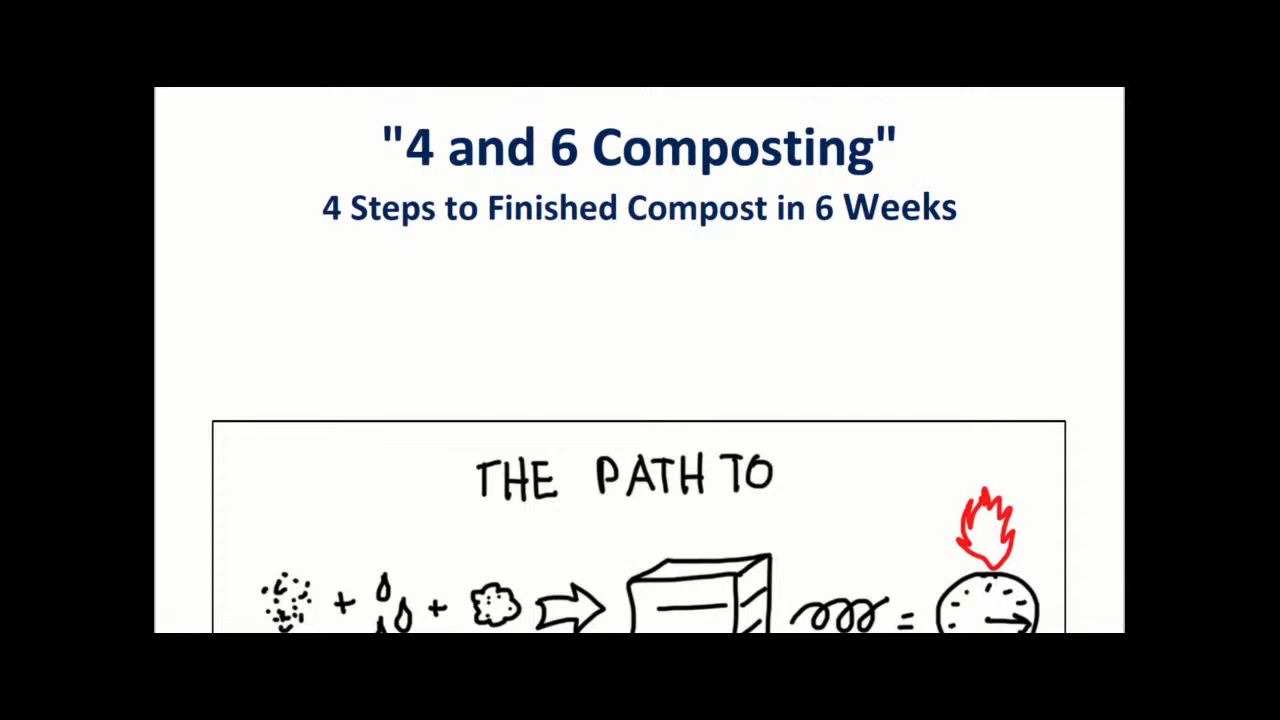 "4 and 6 Composting"
4 Steps to Finished Compost in 6 Weeks
THE PATH TO
+ + =